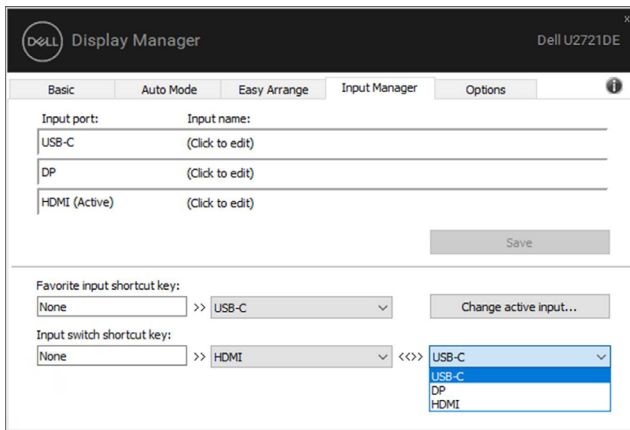 x
DELL Display Manager Dell U2721DE
Basic Auto Mode Easy Arrange Input Manager Options i
Input port: Input name:
USB-C (Click to edit)
DP (Click to edit)
HDMI (Active) (Click to edit)
Save
Favorite input shortcut key:
None >> USB-C Change active input...
Input switch shortcut key:
None >> HDMI <<>> USB-C
USB-C
DP
HDMI